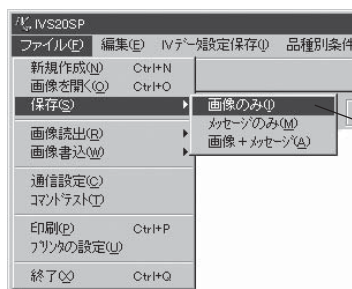 IVS20SP
ファイル(F) 編集(E) IVデータ設定保存(I) 品種別条件
新規作成(N) Ctrl+N
画像を開く(O) Ctrl+O
保存(S)
画像のみ(I)
メッセージのみ(M)
画像+メッセージ(A)
画像読出(R)
画像書込(W)
通信設定(C)
コマンドテスト(T)
印刷(P) Ctrl+P
プリンタの設定(U)
終了(X) Ctrl+Q